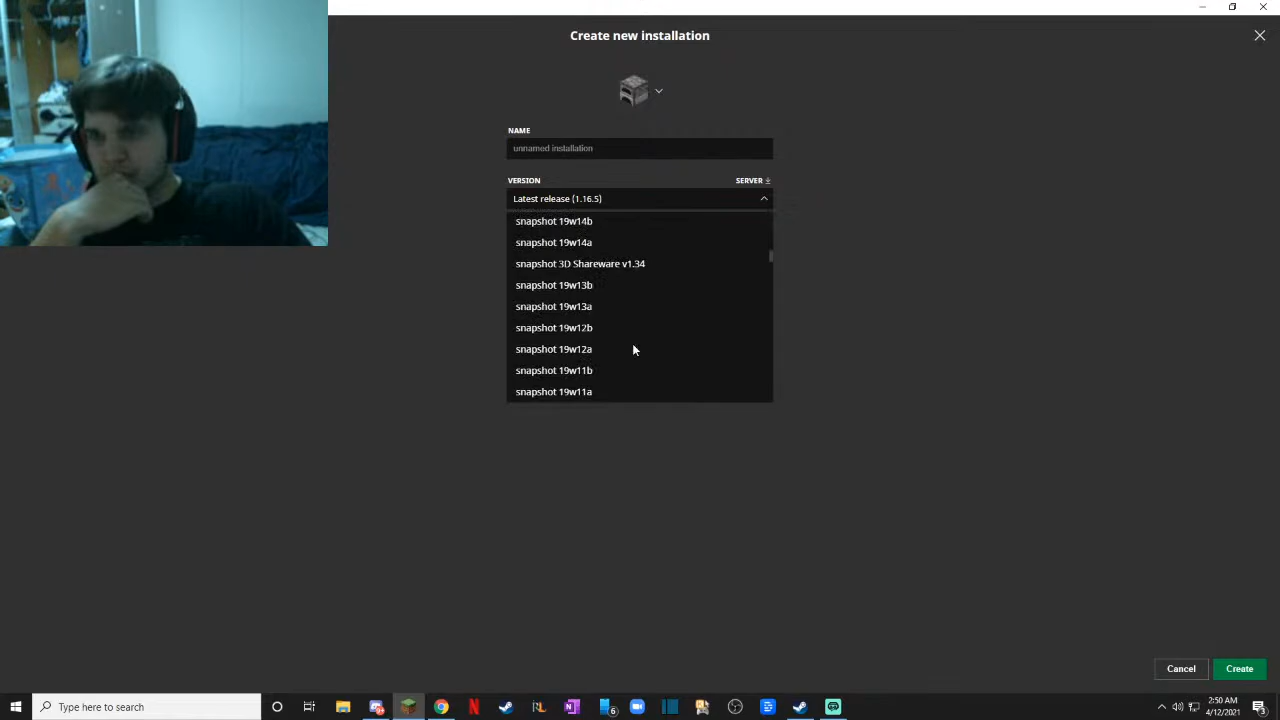 Create new installation
NAME
unnamed installation
VERSION
SERVER
Latest release (1.16.5)
snapshot 19w14b
snapshot 19w14a
snapshot 3D Shareware v1.34
snapshot 19w13b
snapshot 19w13a
snapshot 19w12b
snapshot 19w12a
snapshot 19w11b
snapshot 19w11a
Cancel
Create
Type here to search
6
2:50 AM
4/12/2021